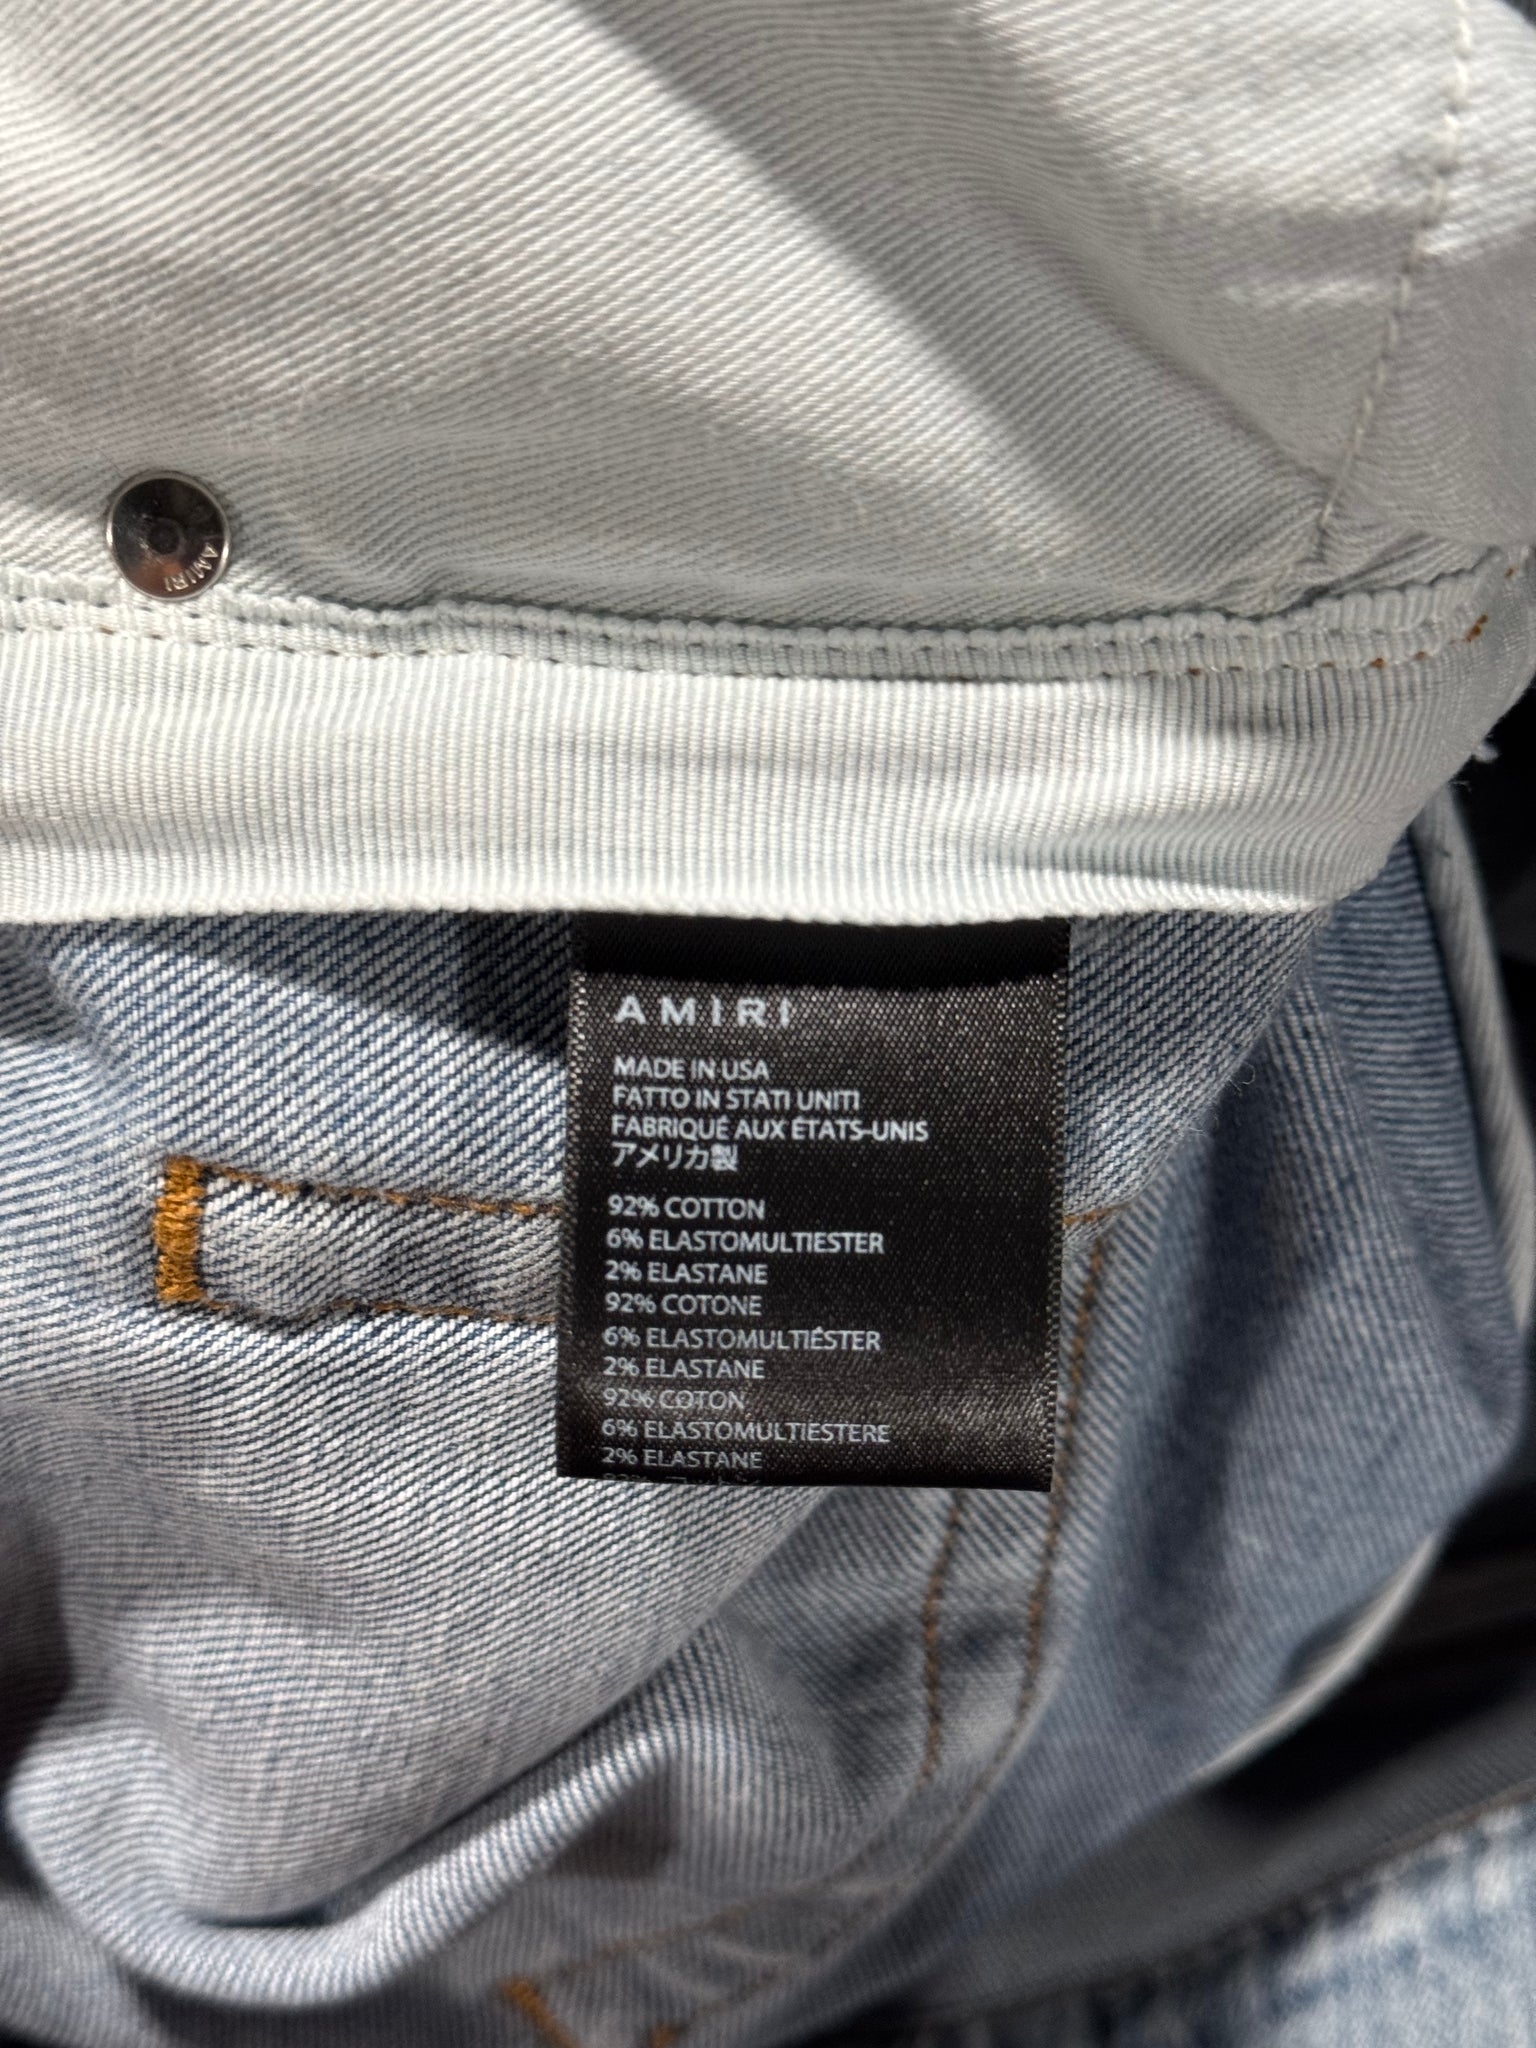 AMIRI
AMIRI
MADE IN USA
FATTO IN STATI UNITI
FABRIQUÉ AUX ÉTATS-UNIS
アメリカ製
92% COTTON
6% ELASTOMULTIESTER
2% ELASTANE
92% COTONE
6% ELASTOMULTIÉSTER
2% ELASTANE
92% COTON
6% ELASTOMULTIESTERE
2% ELASTANE